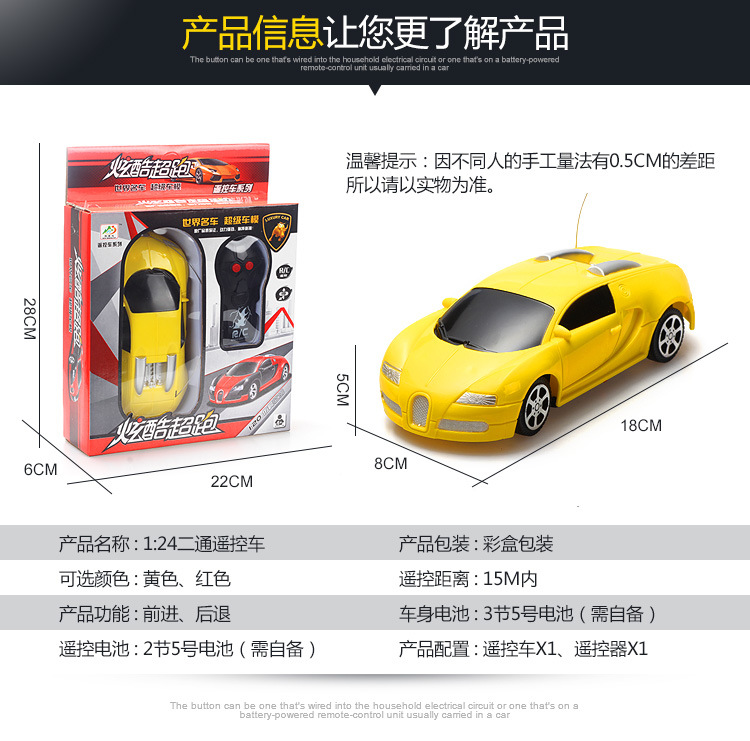 产品信息让您更了解产品
The button can be one that's wired into the household electrical circuit or one that's on a battery-powered
remote-control unit usually carried in a car
温馨提示：因不同人的手工量法有0.5CM的差距
所以请以实物为准。
炫酷超跑
世界名车 超级车模
遥控车系列
世界名车 超级车模
LUXURY CAR
遥控车系列
R/C
R/C
炫酷超跑
28CM
6CM
22CM
5CM
8CM
18CM
产品名称：1:24二通遥控车
产品包装：彩盒包装
可选颜色：黄色、红色
遥控距离：15M内
产品功能：前进、后退
车身电池：3节5号电池（需自备）
遥控电池：2节5号电池（需自备）
产品配置：遥控车X1、遥控器X1
The button can be one that's wired into the household electrical circuit or one that's on a
battery-powered remote-control unit usually carried in a car